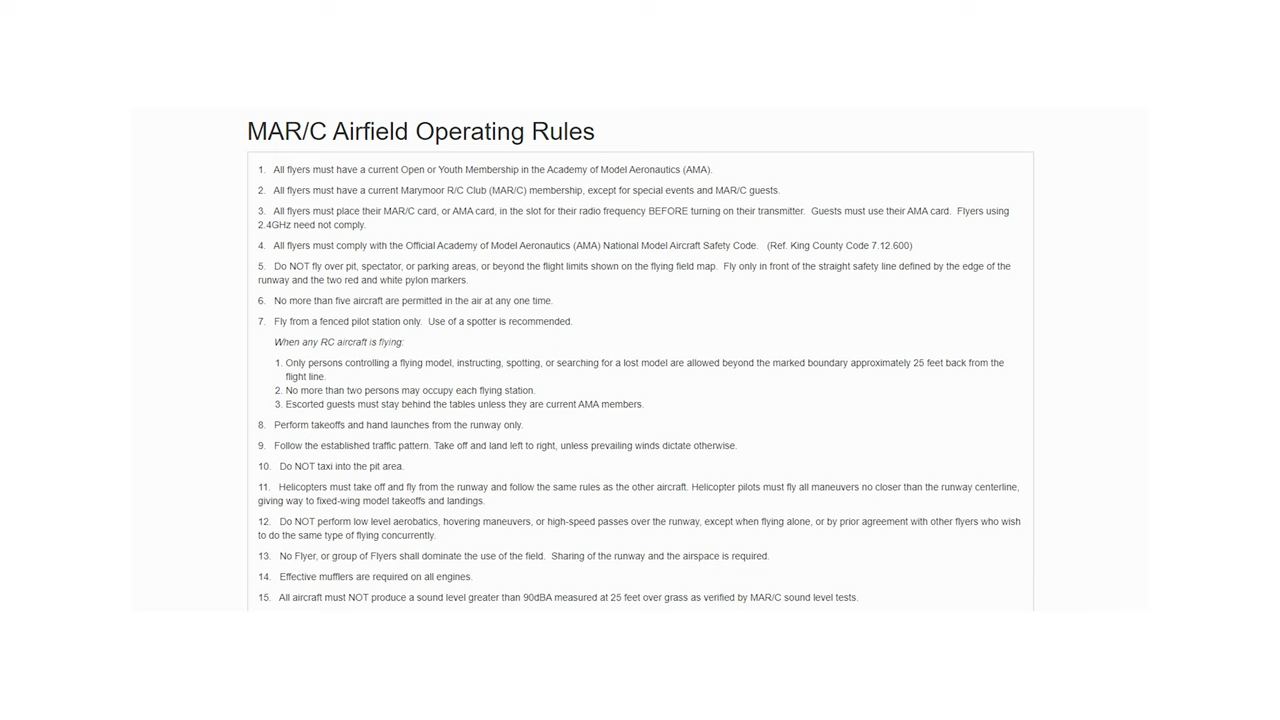 MAR/C Airfield Operating Rules
1. All flyers must have a current Open or Youth Membership in the Academy of Model Aeronautics (AMA).
2. All flyers must have a current Marymoor R/C Club (MAR/C) membership, except for special events and MAR/C guests.
3. All flyers must place their MAR/C card, or AMA card, in the slot for their radio frequency BEFORE turning on their transmitter. Guests must use their AMA card. Flyers using
2.4GHz need not comply.
4. All flyers must comply with the Official Academy of Model Aeronautics (AMA) National Model Aircraft Safety Code. (Ref. King County Code 7.12.600)
5. Do NOT fly over pit, spectator, or parking areas, or beyond the flight limits shown on the flying field map. Fly only in front of the straight safety line defined by the edge of the
runway and the two red and white pylon markers.
6. No more than five aircraft are permitted in the air at any one time.
7. Fly from a fenced pilot station only. Use of a spotter is recommended.
When any RC aircraft is flying:
1. Only persons controlling a flying model, instructing, spotting, or searching for a lost model are allowed beyond the marked boundary approximately 25 feet back from the
flight line.
2. No more than two persons may occupy each flying station.
3. Escorted guests must stay behind the tables unless they are current AMA members.
8. Perform takeoffs and hand launches from the runway only.
9. Follow the established traffic pattern. Take off and land left to right, unless prevailing winds dictate otherwise.
10. Do NOT taxi into the pit area.
11. Helicopters must take off and fly from the runway and follow the same rules as the other aircraft. Helicopter pilots must fly all maneuvers no closer than the runway centerline,
giving way to fixed-wing model takeoffs and landings.
12. Do NOT perform low level aerobatics, hovering maneuvers, or high-speed passes over the runway, except when flying alone, or by prior agreement with other flyers who wish
to do the same type of flying concurrently.
13. No Flyer, or group of Flyers shall dominate the use of the field. Sharing of the runway and the airspace is required.
14. Effective mufflers are required on all engines.
15. All aircraft must NOT produce a sound level greater than 90dBA measured at 25 feet over grass as verified by MAR/C sound level tests.